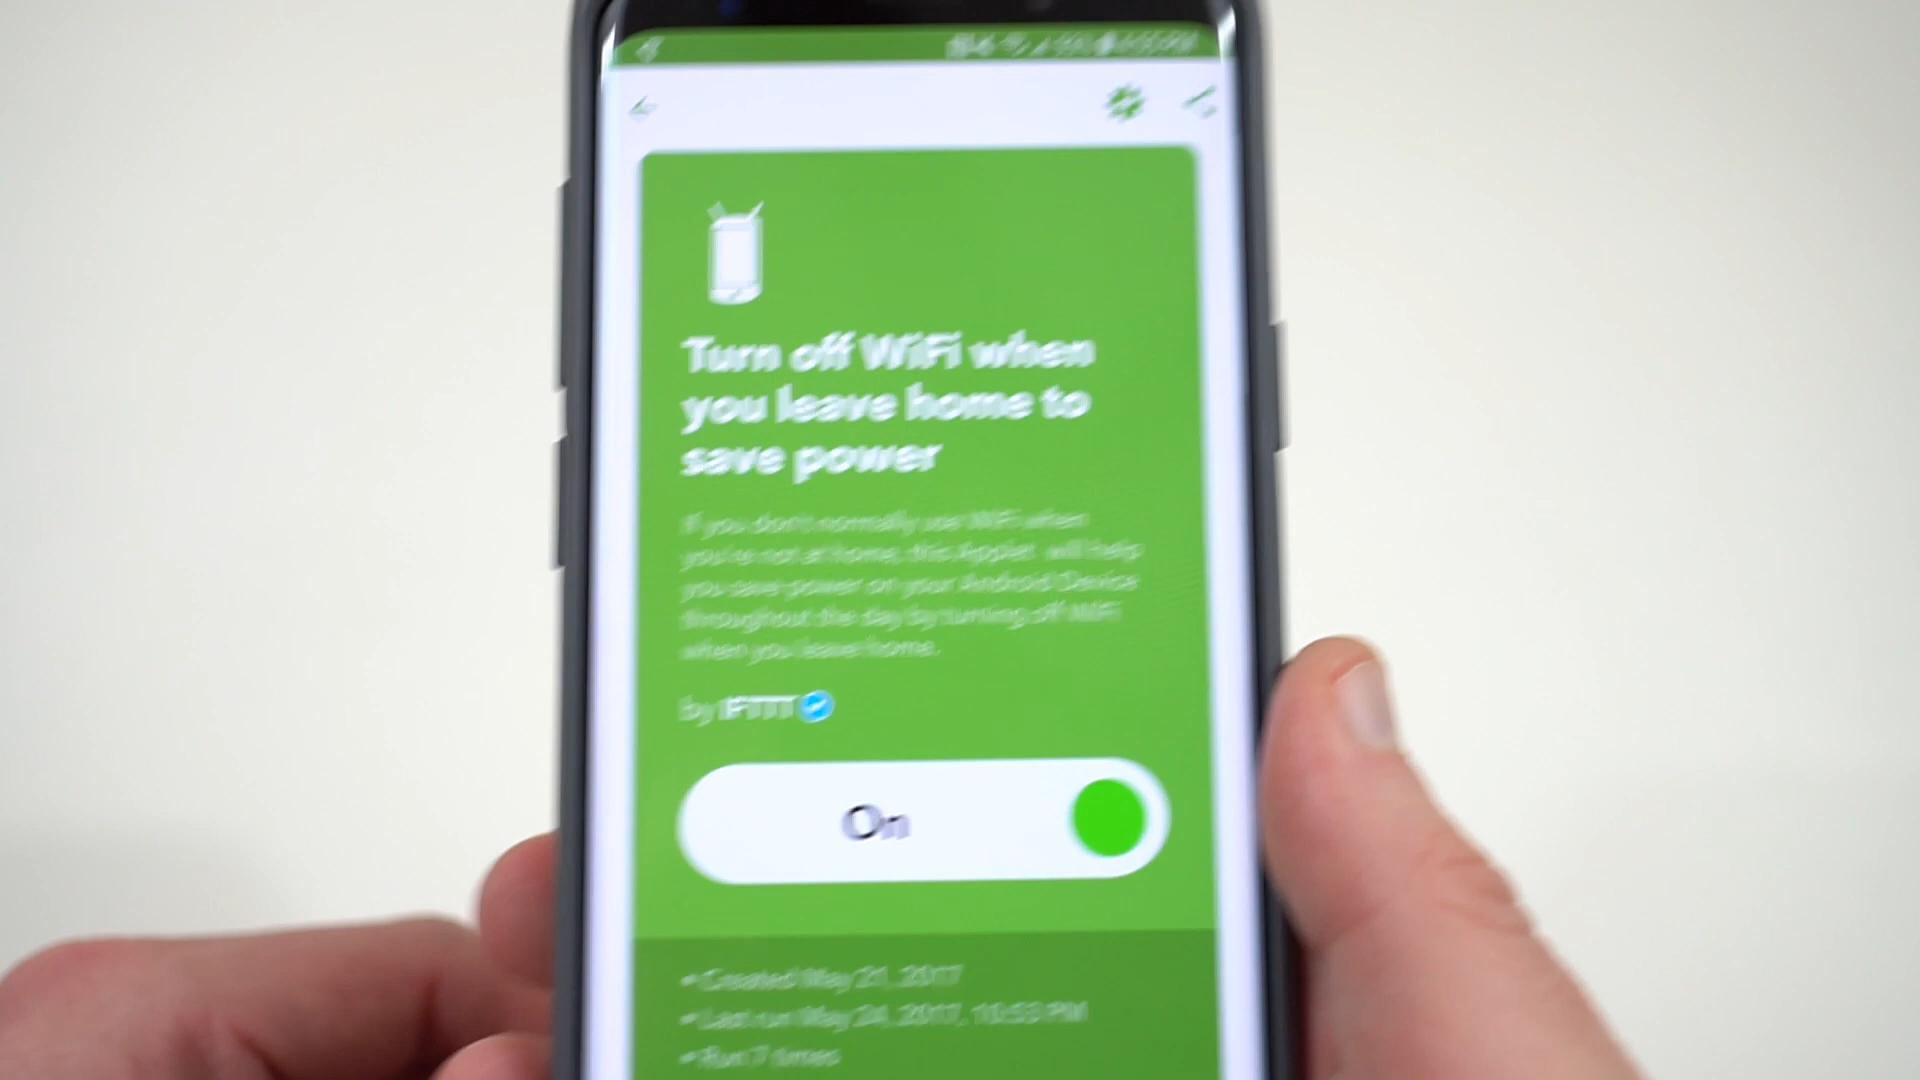 Turn off WiFi when
you leave home to
save power
If you don't normally use WiFi when
you're not at home, this Applet will help
you save power on your Android Device
throughout the day by turning off WiFi
when you leave home.
by IFTTT
On
• Created May 21, 2017
• Last run May 24, 2017, 10:53 PM
• Run 7 times